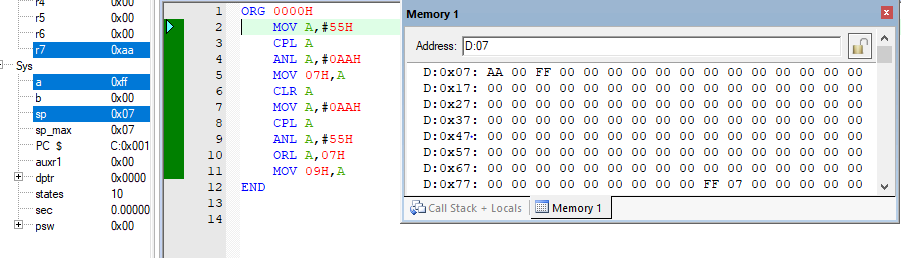 r4 0x00
r5 0x00
r6 0x00
r7 0xaa
Sys
a 0xff
b 0x00
sp 0x07
sp_max 0x07
PC $ C:0x001
auxr1 0x00
dptr 0x0000
states 10
sec 0.00000
psw 0x00
1 ORG 0000H
2 MOV A,#55H
3 CPL A
4 ANL A,#0AAH
5 MOV 07H,A
6 CLR A
7 MOV A,#0AAH
8 CPL A
9 ANL A,#55H
10 ORL A,07H
11 MOV 09H,A
12 END
13
14
Memory 1
Address: D:07
D:0x07: AA 00 FF 00 00 00 00 00 00 00 00 00 00 00 00 00
D:0x17: 00 00 00 00 00 00 00 00 00 00 00 00 00 00 00 00
D:0x27: 00 00 00 00 00 00 00 00 00 00 00 00 00 00 00 00
D:0x37: 00 00 00 00 00 00 00 00 00 00 00 00 00 00 00 00
D:0x47: 00 00 00 00 00 00 00 00 00 00 00 00 00 00 00 00
D:0x57: 00 00 00 00 00 00 00 00 00 00 00 00 00 00 00 00
D:0x67: 00 00 00 00 00 00 00 00 00 00 00 00 00 00 00 00
D:0x77: 00 00 00 00 00 00 00 00 00 FF 07 00 00 00 00 00
Call Stack + Locals Memory 1